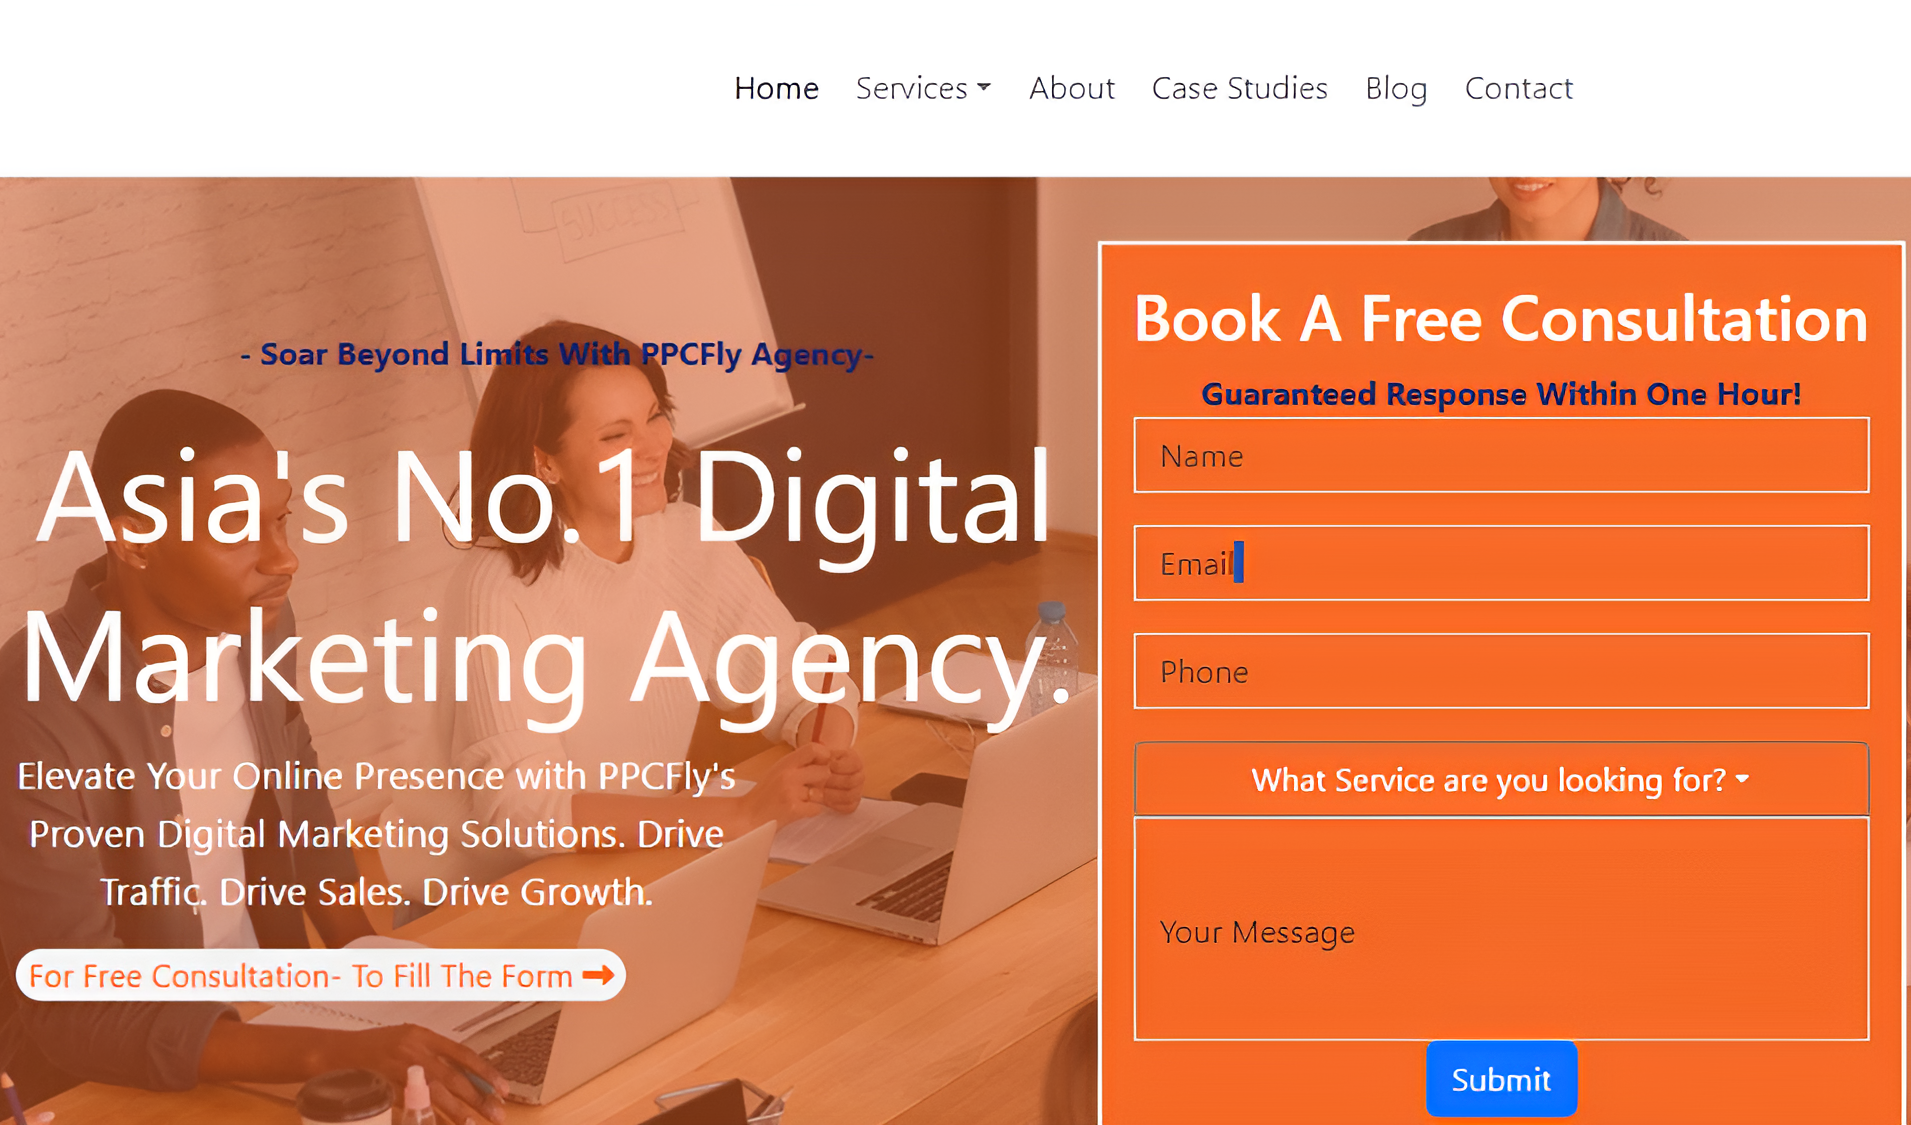 Home Services About Case Studies Blog Contact
SUCCESS
- Soar Beyond Limits With PPCFly Agency-
Asia's No.1 Digital
Marketing Agency.
Elevate Your Online Presence with PPCFly's
Proven Digital Marketing Solutions. Drive
Traffic. Drive Sales. Drive Growth.
For Free Consultation- To Fill The Form
Book A Free Consultation
Guaranteed Response Within One Hour!
Name
Email
Phone
What Service are you looking for?
Your Message
Submit